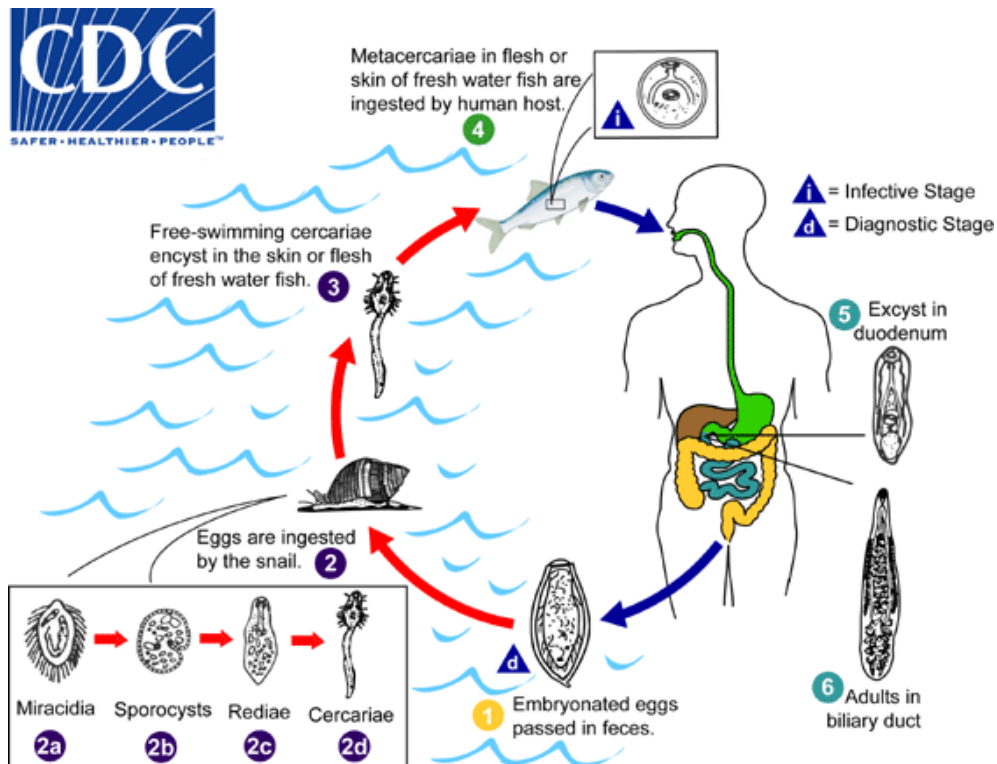 CDC
SAFER•HEALTHIER•PEOPLE™
Metacercariae in flesh or
skin of fresh water fish are
ingested by human host.
4
i
i = Infective Stage
d = Diagnostic Stage
Free-swimming cercariae
encyst in the skin or flesh
of fresh water fish. 3
5 Excyst in
duodenum
Eggs are ingested
by the snail. 2
d
1 Embryonated eggs
passed in feces.
6 Adults in
biliary duct
Miracidia Sporocysts Rediae Cercariae
2a 2b 2c 2d